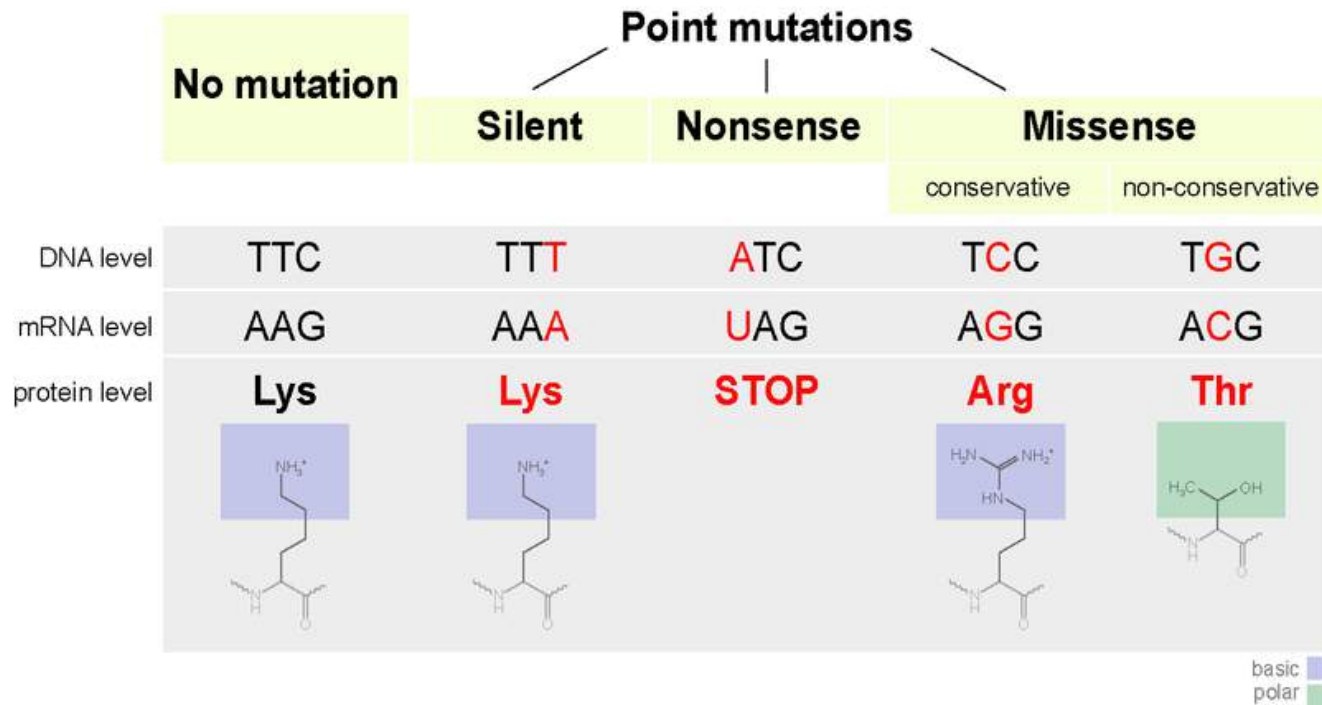 Point mutations
No mutation
Silent Nonsense Missense
conservative non-conservative
DNA level TTC TTT ATC TCC TGC
mRNA level AAG AAA UAG AGG ACG
protein level Lys Lys STOP Arg Thr
NH₃⁺ NH₃⁺ H₂N NH₂⁺
HN H₃C OH
N H O N H O N H O N H O
basic
polar